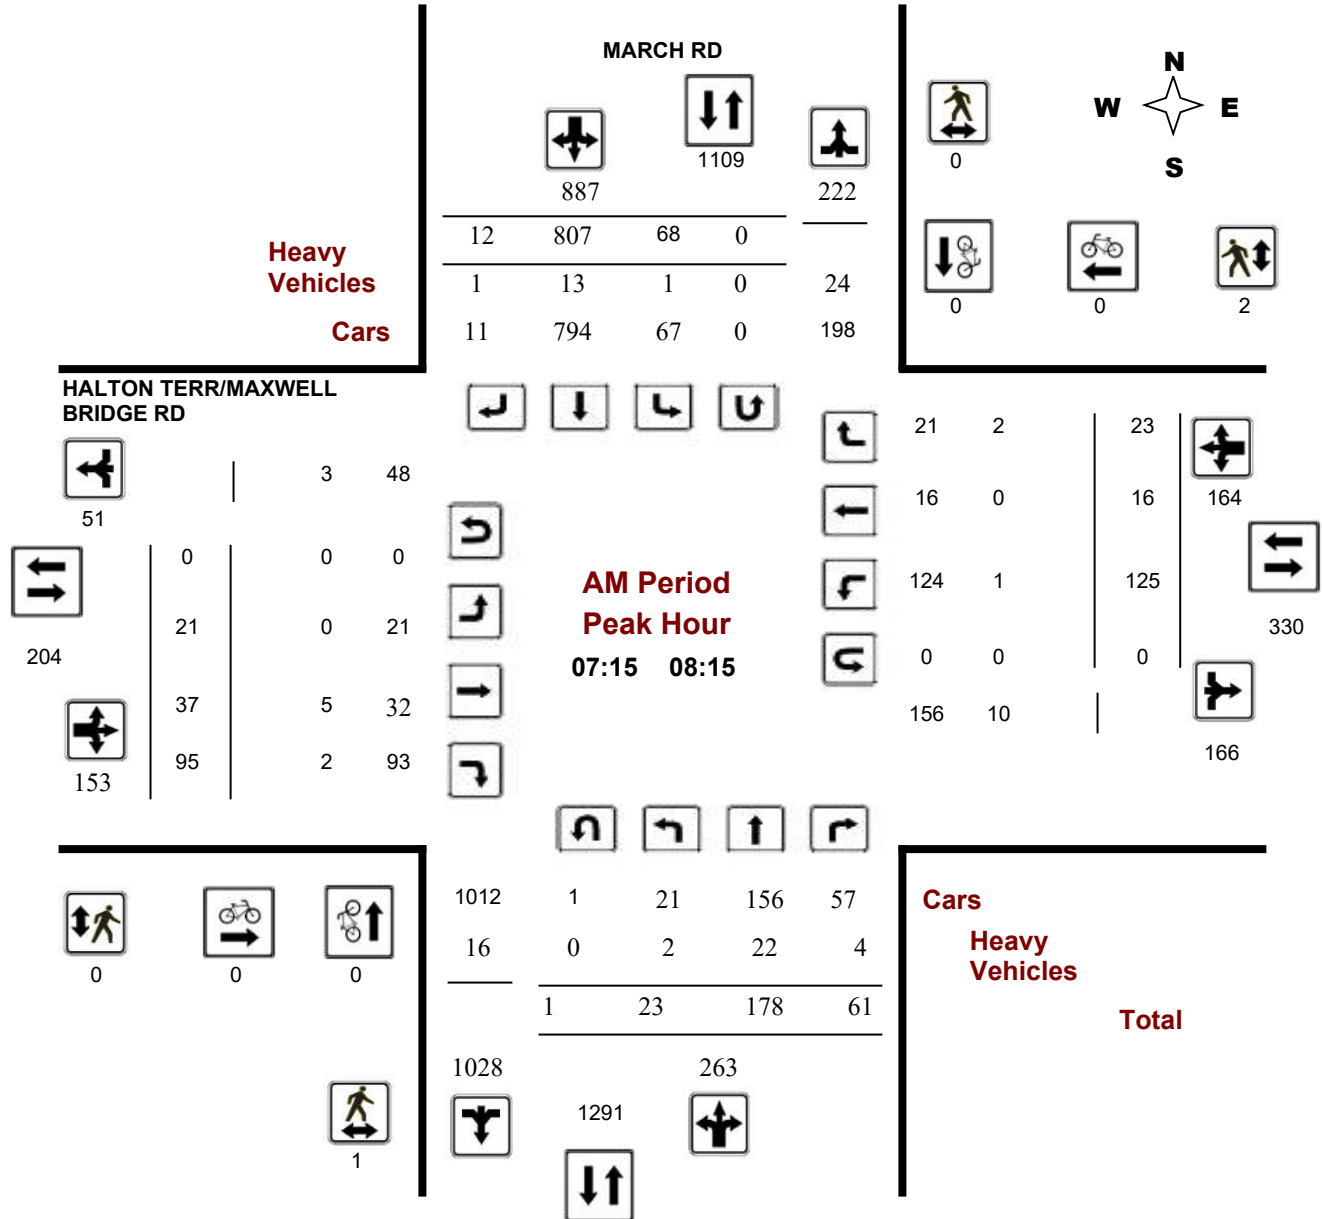 MARCH RD
N
W E
S
1109
0
887 222
12 807 68 0
Heavy
Vehicles 1 13 1 0 24
0 0 2
Cars 11 794 67 0 198
HALTON TERR/MAXWELL
BRIDGE RD
21 2 23
3 48
16 0 16 164
51
0 0 0
AM Period
124 1 125
Peak Hour
21 0 21
330
204
07:15 08:15
0 0 0
37 5 32
156 10
166
95 2 93
153
1012 1 21 156 57 Cars
16 0 2 22 4 Heavy
Vehicles
0 0 0
1 23 178 61
Total
1028 263
1291
1